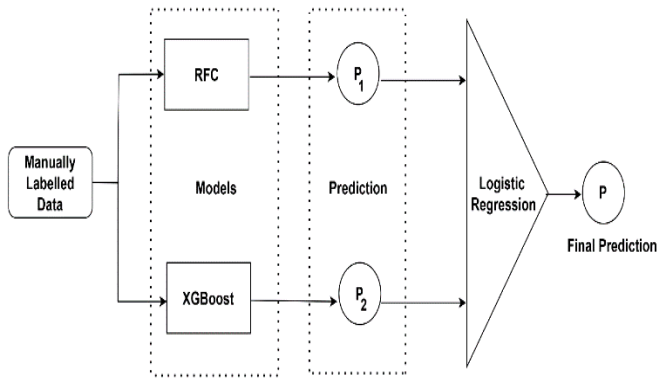 RFC
P1
Manually
Labelled
Data
Models
Prediction
Logistic
Regression
P
Final Prediction
XGBoost
P2